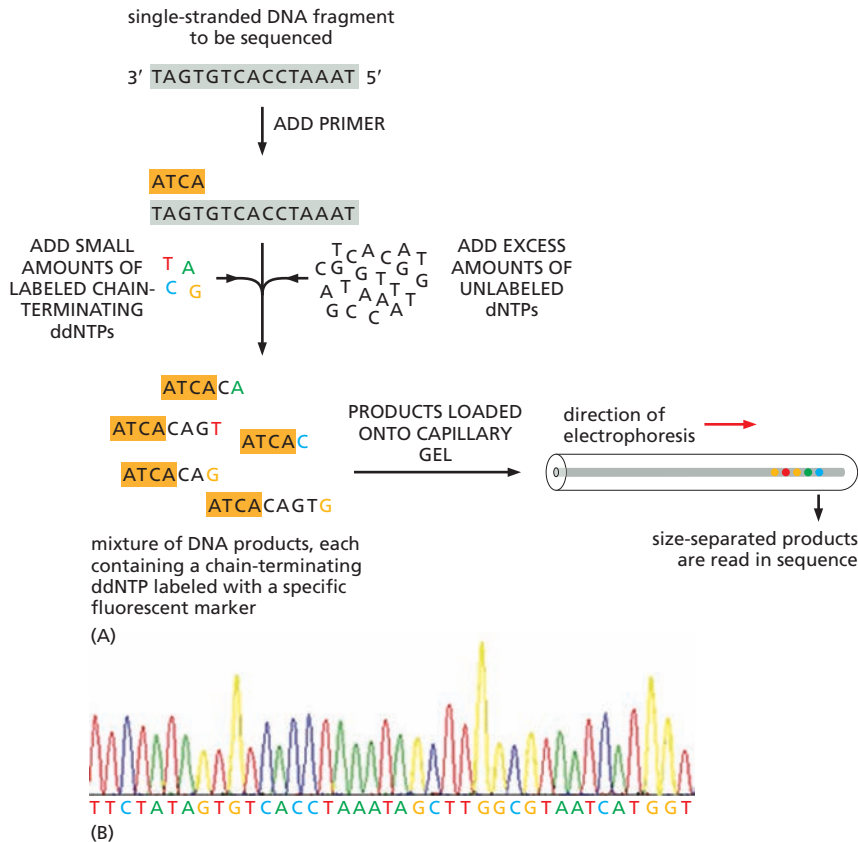 single-stranded DNA fragment
to be sequenced
3′ TAGTGTCACCTAAAT 5′
ADD PRIMER
ATCA
TAGTGTCACCTAAAT
ADD SMALL
AMOUNTS OF
LABELED CHAIN-
TERMINATING
ddNTPs
T A
C G
T C A C A T
C G G G T G G
A T A A T T
G C C A
ADD EXCESS
AMOUNTS OF
UNLABELED
dNTPs
ATCACA
ATCACAGT
ATCAC
ATCACAG
ATCACAGTG
PRODUCTS LOADED
ONTO CAPILLARY
GEL
direction of
electrophoresis
size-separated products
are read in sequence
mixture of DNA products, each
containing a chain-terminating
ddNTP labeled with a specific
fluorescent marker
(A)
TTCTATAGTGTCACCTAAATAGCTTGGCGTAATCATGGT
(B)